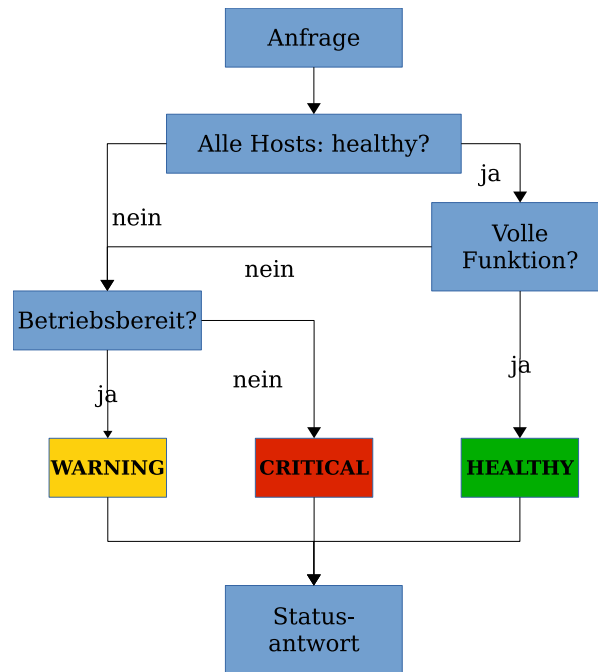 Anfrage
Alle Hosts: healthy?
ja
nein
Volle
Funktion?
nein
Betriebsbereit?
nein
ja
ja
WARNING
CRITICAL
HEALTHY
Status-
antwort